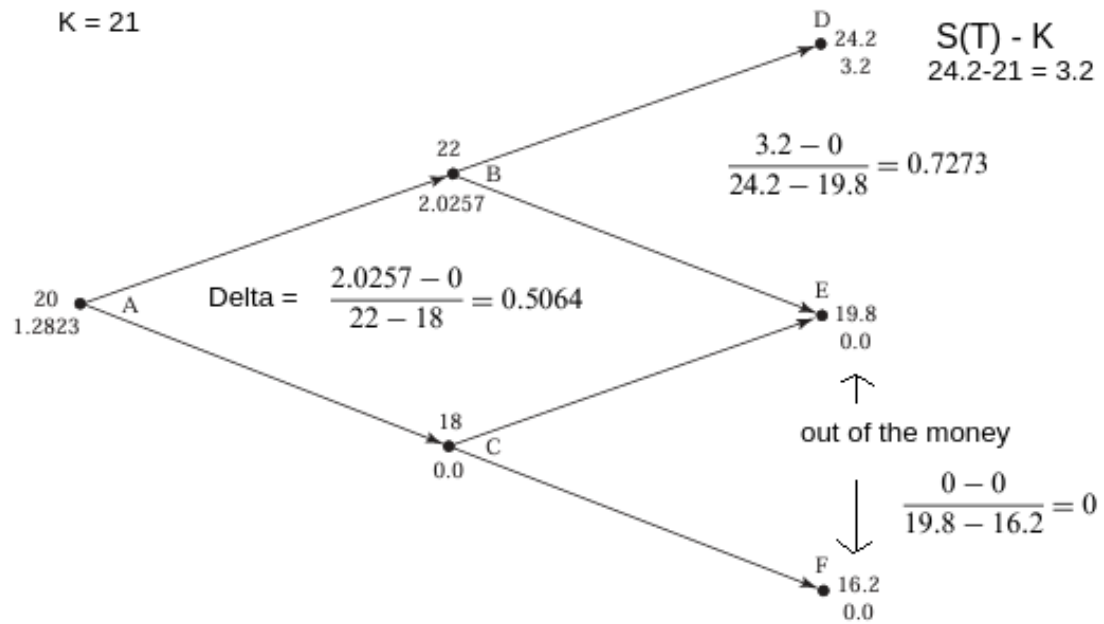 K = 21
D
24.2
3.2
S(T) - K
24.2-21 = 3.2
22
B
2.0257
3.2 − 0
24.2 − 19.8
= 0.7273
20
A
1.2823
Delta =
2.0257 − 0
22 − 18
= 0.5064
E
19.8
0.0
18
C
0.0
out of the money
0 − 0
19.8 − 16.2
= 0
F
16.2
0.0